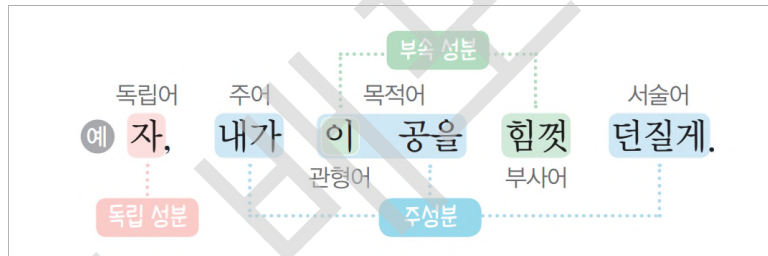 부속 성분
독립어 주어 목적어 서술어
예 자, 내가 이 공을 힘껏 던질게.
관형어 부사어
독립 성분 주성분